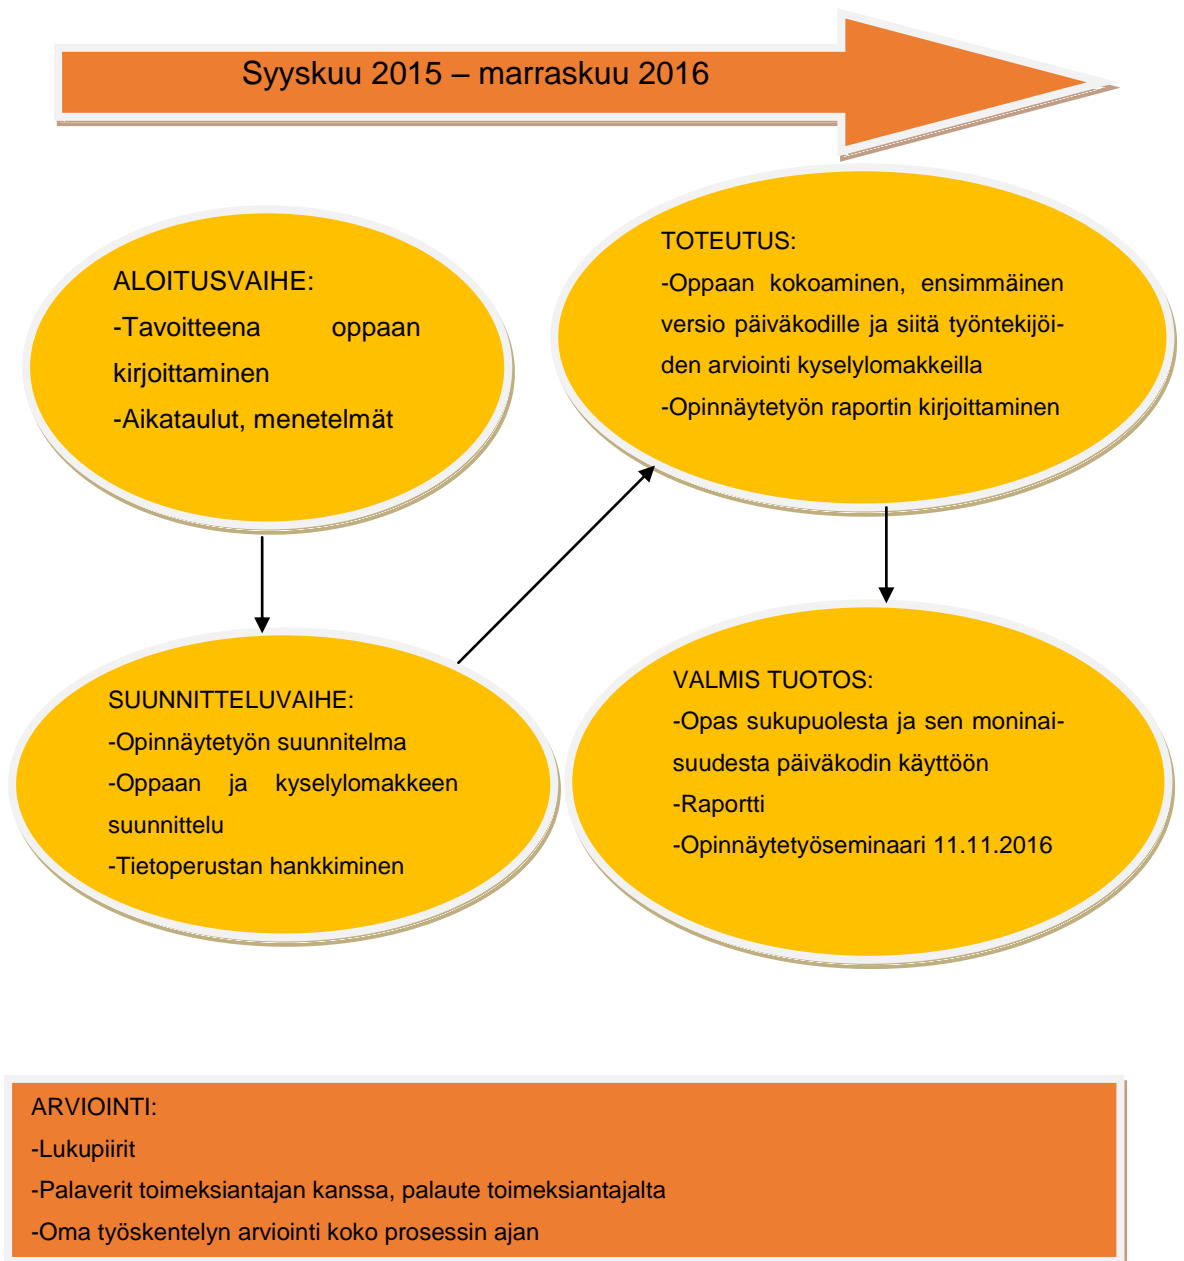 Syyskuu 2015 – marraskuu 2016
ALOITUSVAIHE:
-Tavoitteena oppaan
kirjoittaminen
-Aikataulut, menetelmät
SUUNNITTELUVAIHE:
-Opinnäytetyön suunnitelma
-Oppaan ja kyselylomakkeen
suunnittelu
-Tietoperustan hankkiminen
TOTEUTUS:
-Oppaan kokoaminen, ensimmäinen
versio päiväkodille ja siitä työntekijöi-
den arviointi kyselylomakkeilla
-Opinnäytetyön raportin kirjoittaminen
VALMIS TUOTOS:
-Opas sukupuolesta ja sen moninai-
suudesta päiväkodin käyttöön
-Raportti
-Opinnäytetyöseminaari 11.11.2016
ARVIOINTI:
-Lukupiirit
-Palaverit toimeksiantajan kanssa, palaute toimeksiantajalta
-Oma työskentelyn arviointi koko prosessin ajan